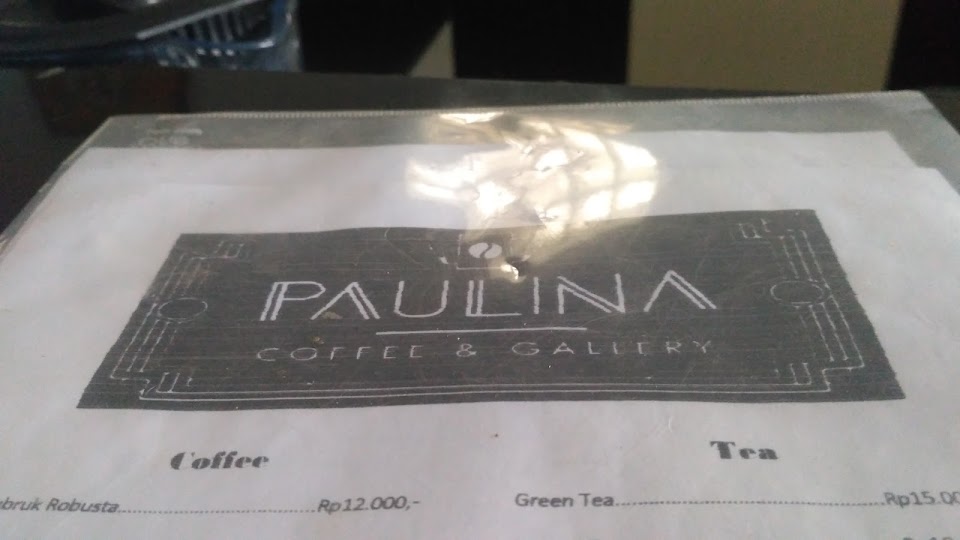 PAULINA
COFFEE & GALLERY
Coffee
Tea
bruk Robusta Rp12.000,-
Green Tea Rp15.00